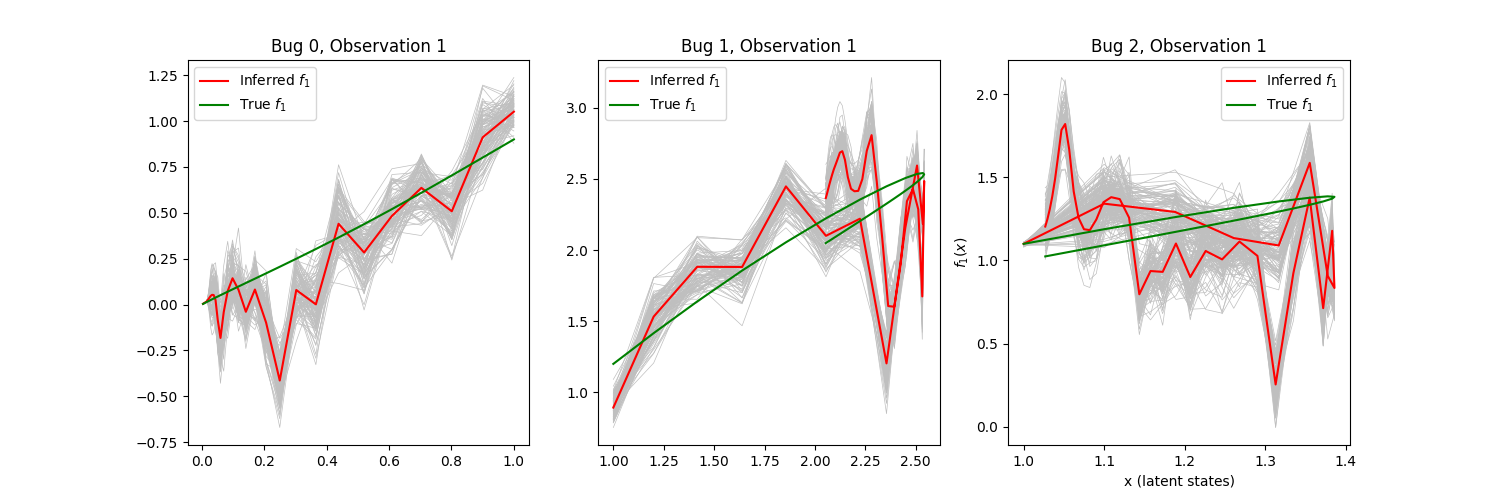 Bug 0, Observation 1
Inferred f₁
True f₁
1.25
1.00
0.75
0.50
0.25
0.00
−0.25
−0.50
−0.75
0.0 0.2 0.4 0.6 0.8 1.0
Bug 1, Observation 1
Inferred f₁
True f₁
3.0
2.5
2.0
1.5
1.0
1.00 1.25 1.50 1.75 2.00 2.25 2.50
Bug 2, Observation 1
Inferred f₁
True f₁
2.0
1.5
1.0
0.5
0.0
f₁(x)
1.0 1.1 1.2 1.3 1.4
x (latent states)